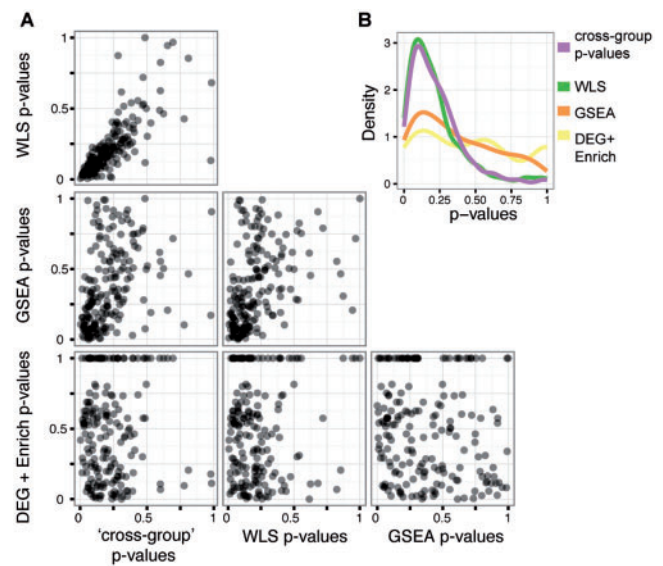 A
WLS p-values
1
0.5
0
GSEA p-values
1
0.5
0
DEG + Enrich p-values
1
0.5
0
0 0.5 1
0 0.5 1
0 0.5 1
'cross-group'
p-values
WLS p-values
GSEA p-values
B
Density
3
2
1
0
0 0.25 0.50 0.75 1
p-values
cross-group
p-values
WLS
GSEA
DEG+
Enrich